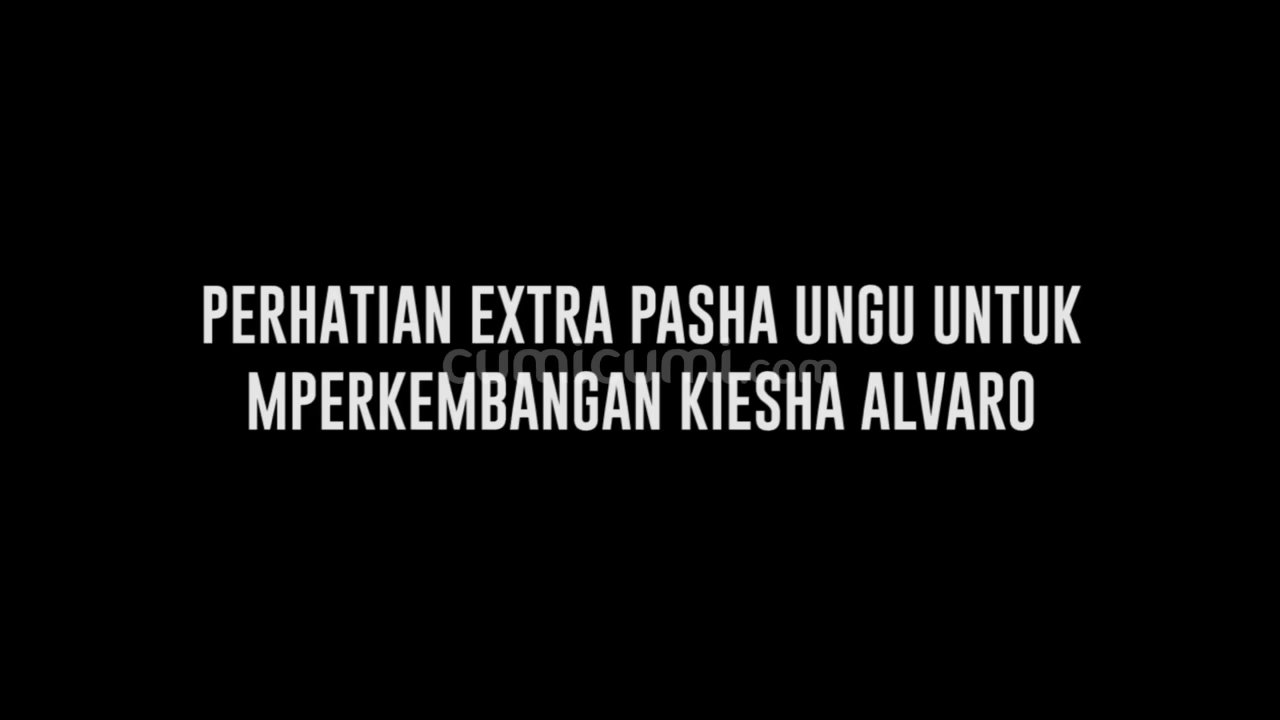 PERHATIAN EXTRA PASHA UNGU UNTUK
cumicumi.com
MPERKEMBANGAN KIESHA ALVARO